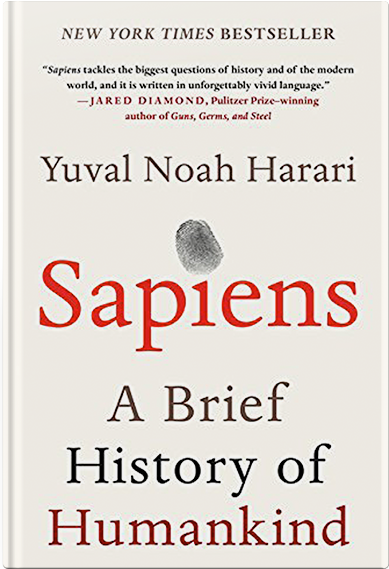 NEW YORK TIMES BESTSELLER
“Sapiens tackles the biggest questions of history and of the modern
world, and it is written in unforgettably vivid language.”
—JARED DIAMOND, Pulitzer Prize–winning
author of Guns, Germs, and Steel
Yuval Noah Harari
Sapiens
A Brief
History of
Humankind